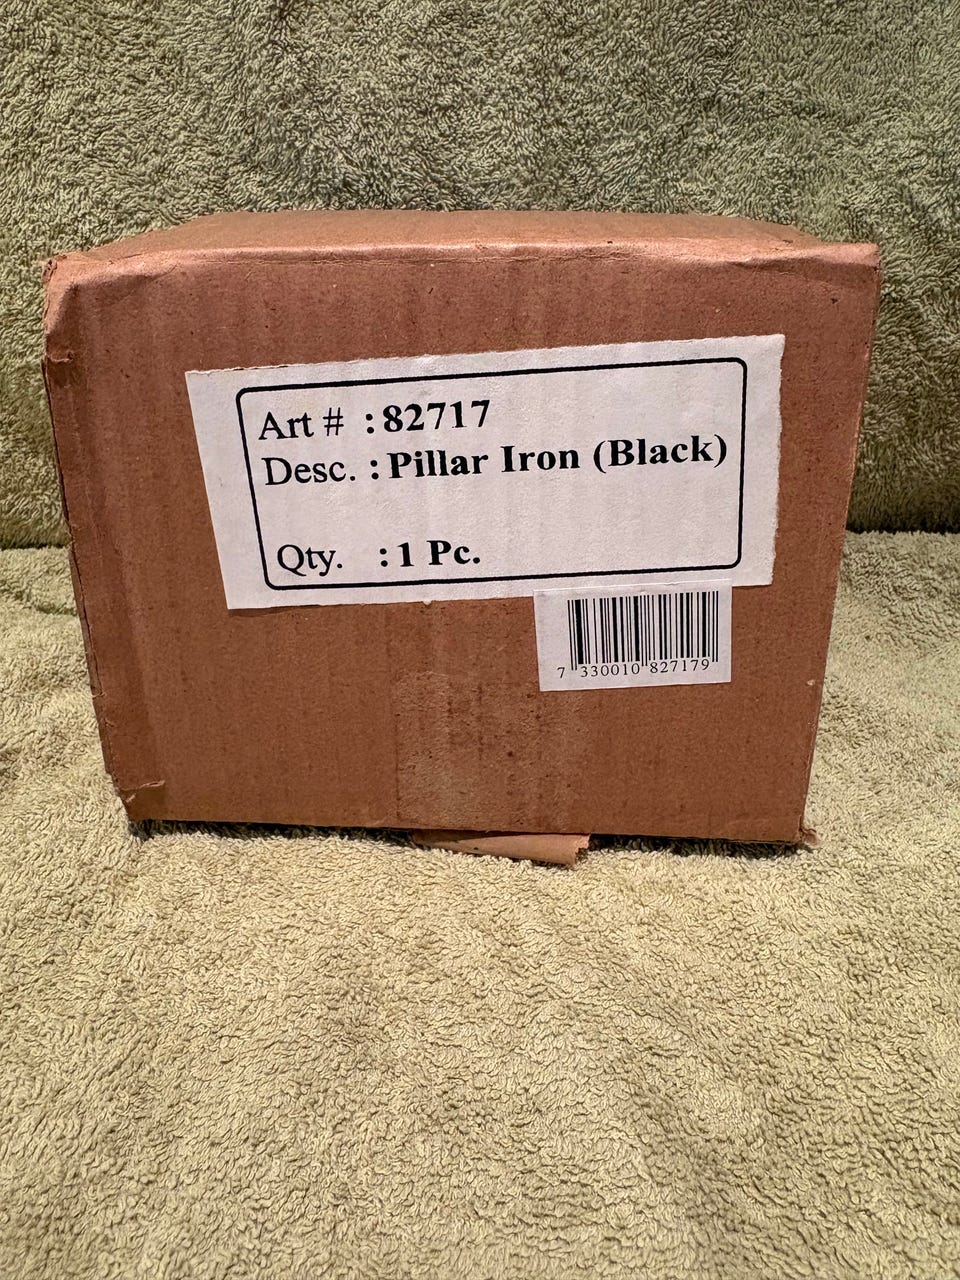 Art # : 82717
Desc. : Pillar Iron (Black)
Qty. : 1 Pc.
7 330010 827179